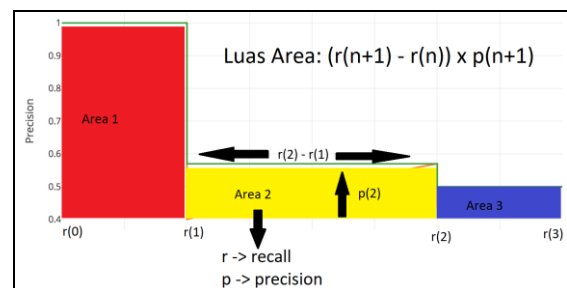 1
0.9
0.8
0.7
0.6
0.5
0.4
Precision
Luas Area: (r(n+1) - r(n)) x p(n+1)
Area 1
r(2) - r(1)
Area 2
p(2)
Area 3
r(0)
r(1)
r(2)
r(3)
r -> recall
p -> precision